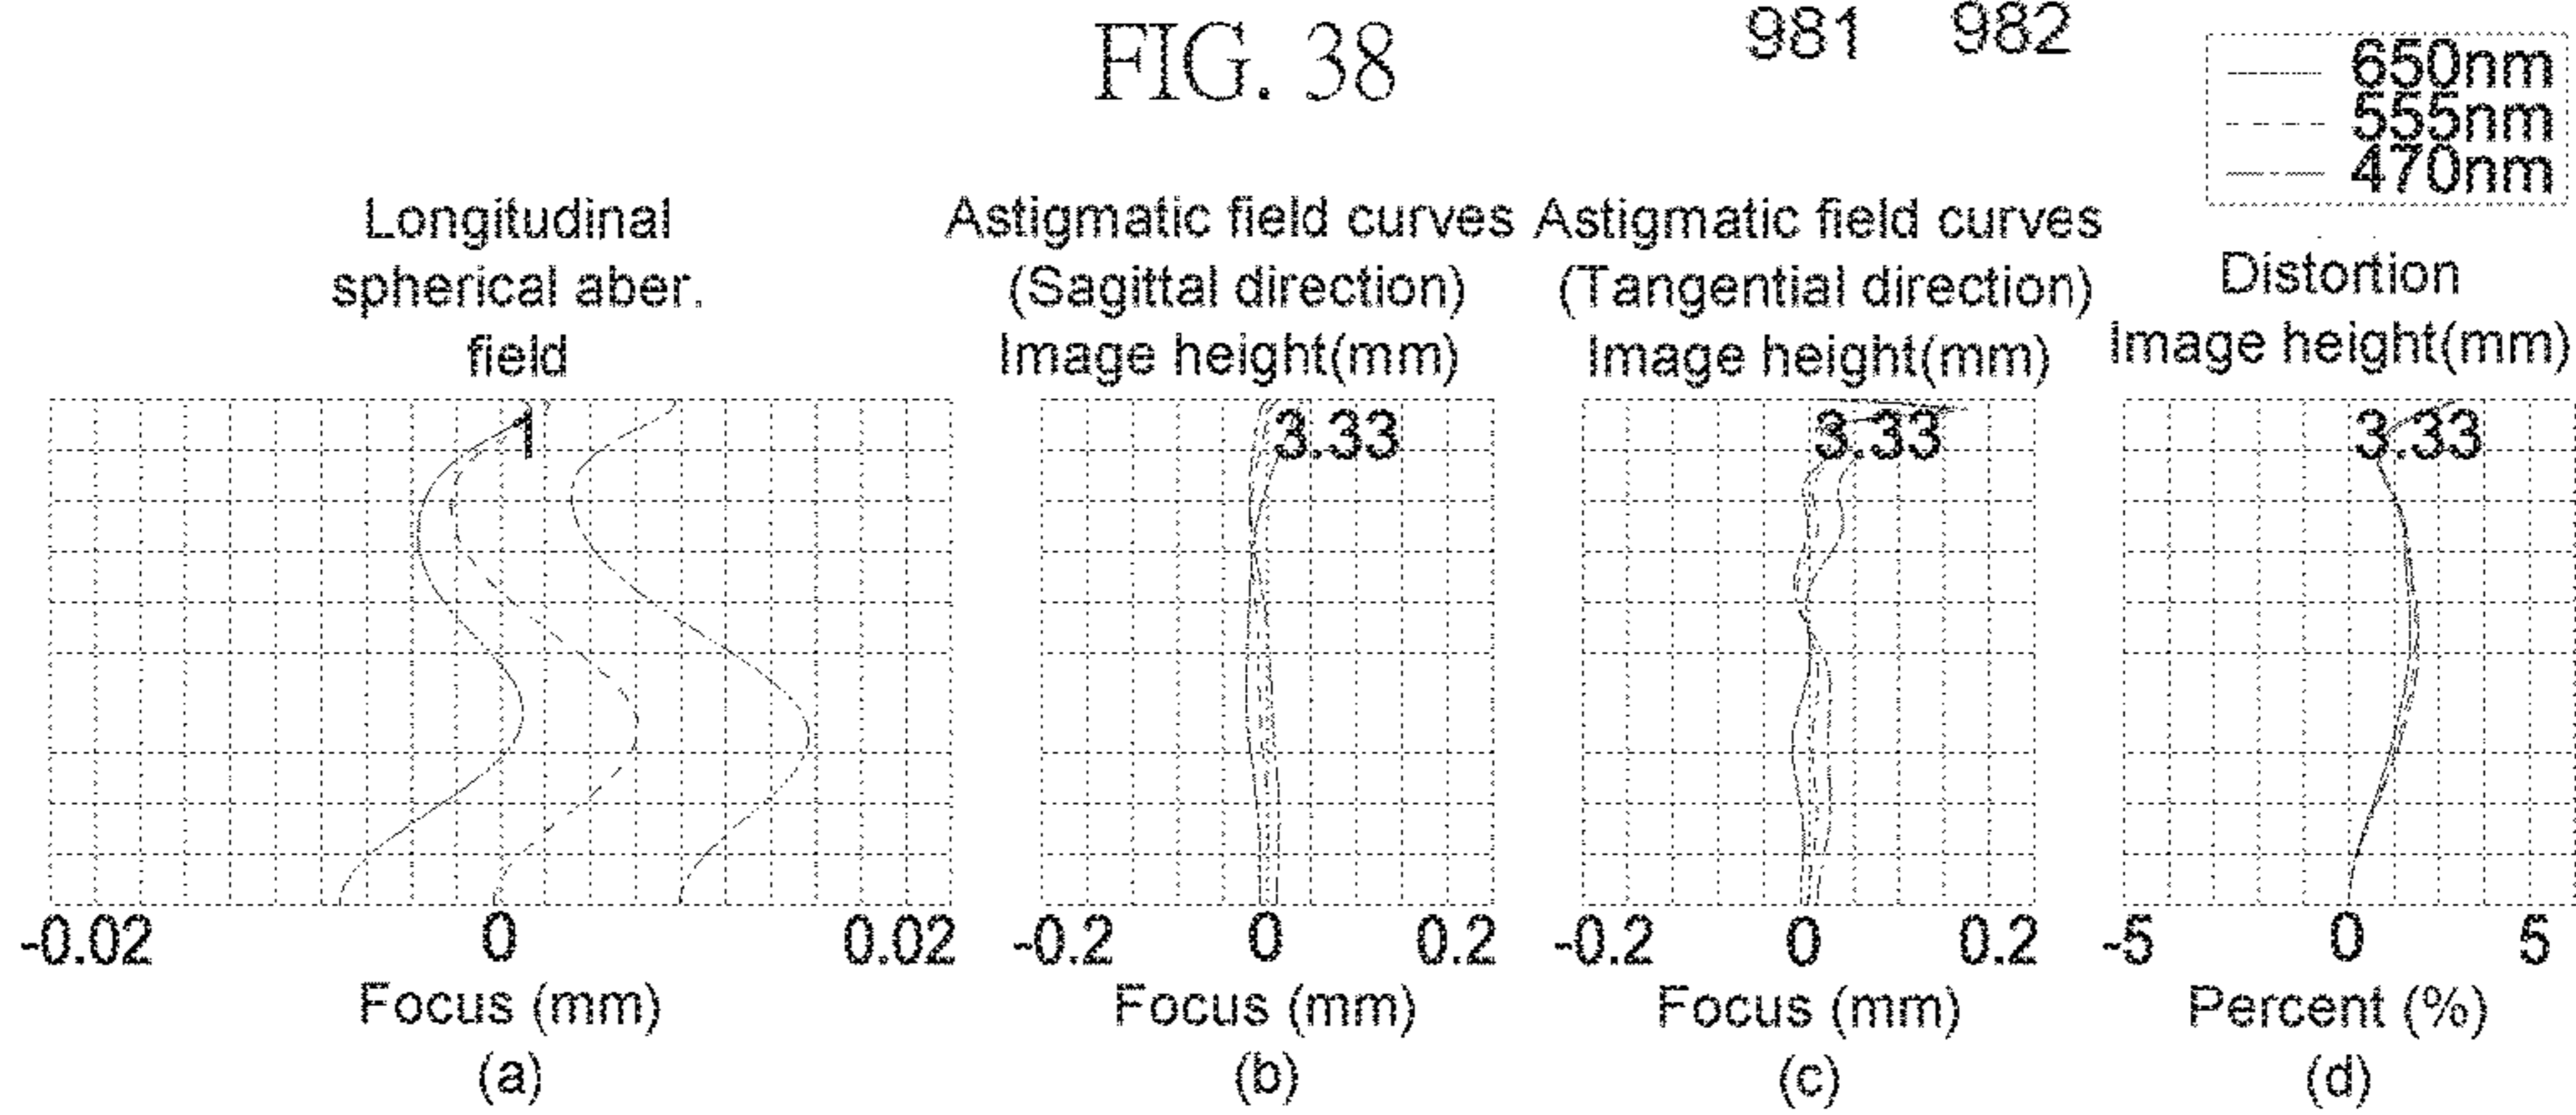 FIG. 38
981 982
650nm
555nm
470nm
Longitudinal
spherical aber.
field
Astigmatic field curves
(Sagittal direction)
Image height(mm)
Astigmatic field curves
(Tangential direction)
Image height(mm)
Distortion
Image height(mm)
1
3.33
3.33
3.33
-0.02 0 0.02
Focus (mm)
(a)
-0.2 0 0.2
Focus (mm)
(b)
-0.2 0 0.2
Focus (mm)
(c)
-5 0 5
Percent (%)
(d)